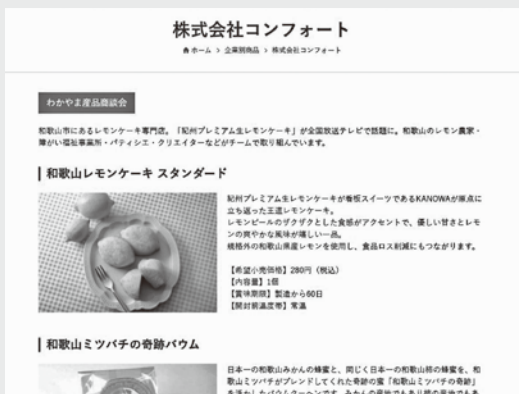 株式会社コンフォート
ホーム > 企業別商品 > 株式会社コンフォート
わかやま産品商談会
和歌山市にあるレモンケーキ専門店。「紀州プレミアム生レモンケーキ」が全国放送テレビで話題に。和歌山のレモン農家・
障がい福祉事業所・パティシエ・クリエイターなどがチームで取り組んでいます。
和歌山レモンケーキ スタンダード
紀州プレミアム生レモンケーキが看板スイーツであるKANOWAが原点に
立ち返った王道レモンケーキ。
レモンピールのザクザクとした食感がアクセントで、優しい甘さとレモ
ンの爽やかな風味が嬉しい一品。
規格外の和歌山県産レモンを使用し、食品ロス削減にもつながります。
【希望小売価格】280円（税込）
【内容量】1個
【賞味期限】製造から60日
【開封前温度帯】常温
和歌山ミツバチの奇跡バウム
日本一の和歌山みかんの蜂蜜と、同じく日本一の和歌山柿の蜂蜜を、和
歌山ミツバチがブレンドしてくれた奇跡の蜜「和歌山ミツバチの奇跡」